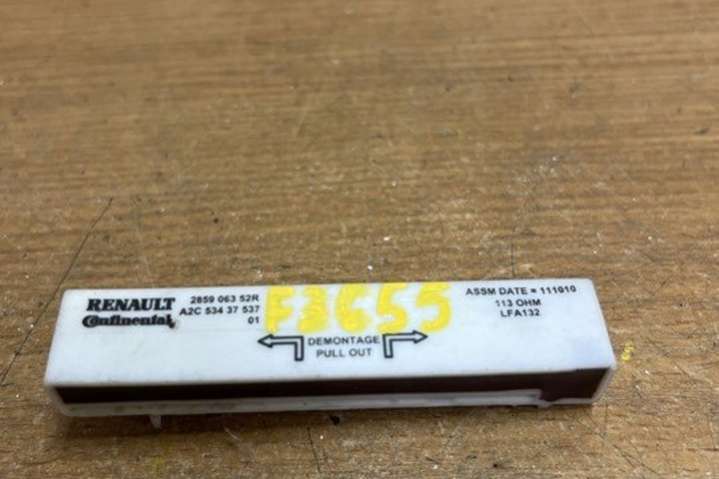 RENAULT
Continental
2859 063 52R
A2C 534 37 537
01
F3655
DEMONTAGE
PULL OUT
ASSM DATE = 111010
113 OHM
LFA132